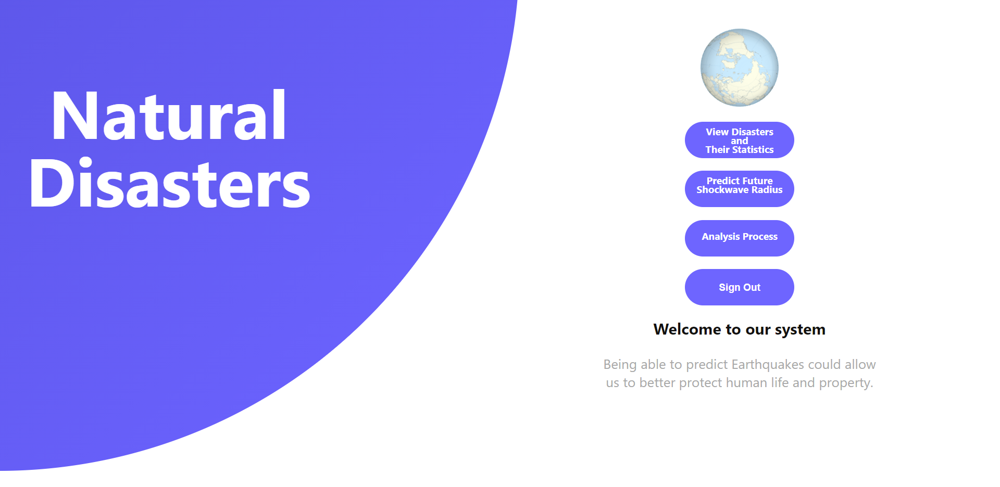 Natural
Disasters
View Disasters
and
Their Statistics
Predict Future
Shockwave Radius
Analysis Process
Sign Out
Welcome to our system
Being able to predict Earthquakes could allow
us to better protect human life and property.